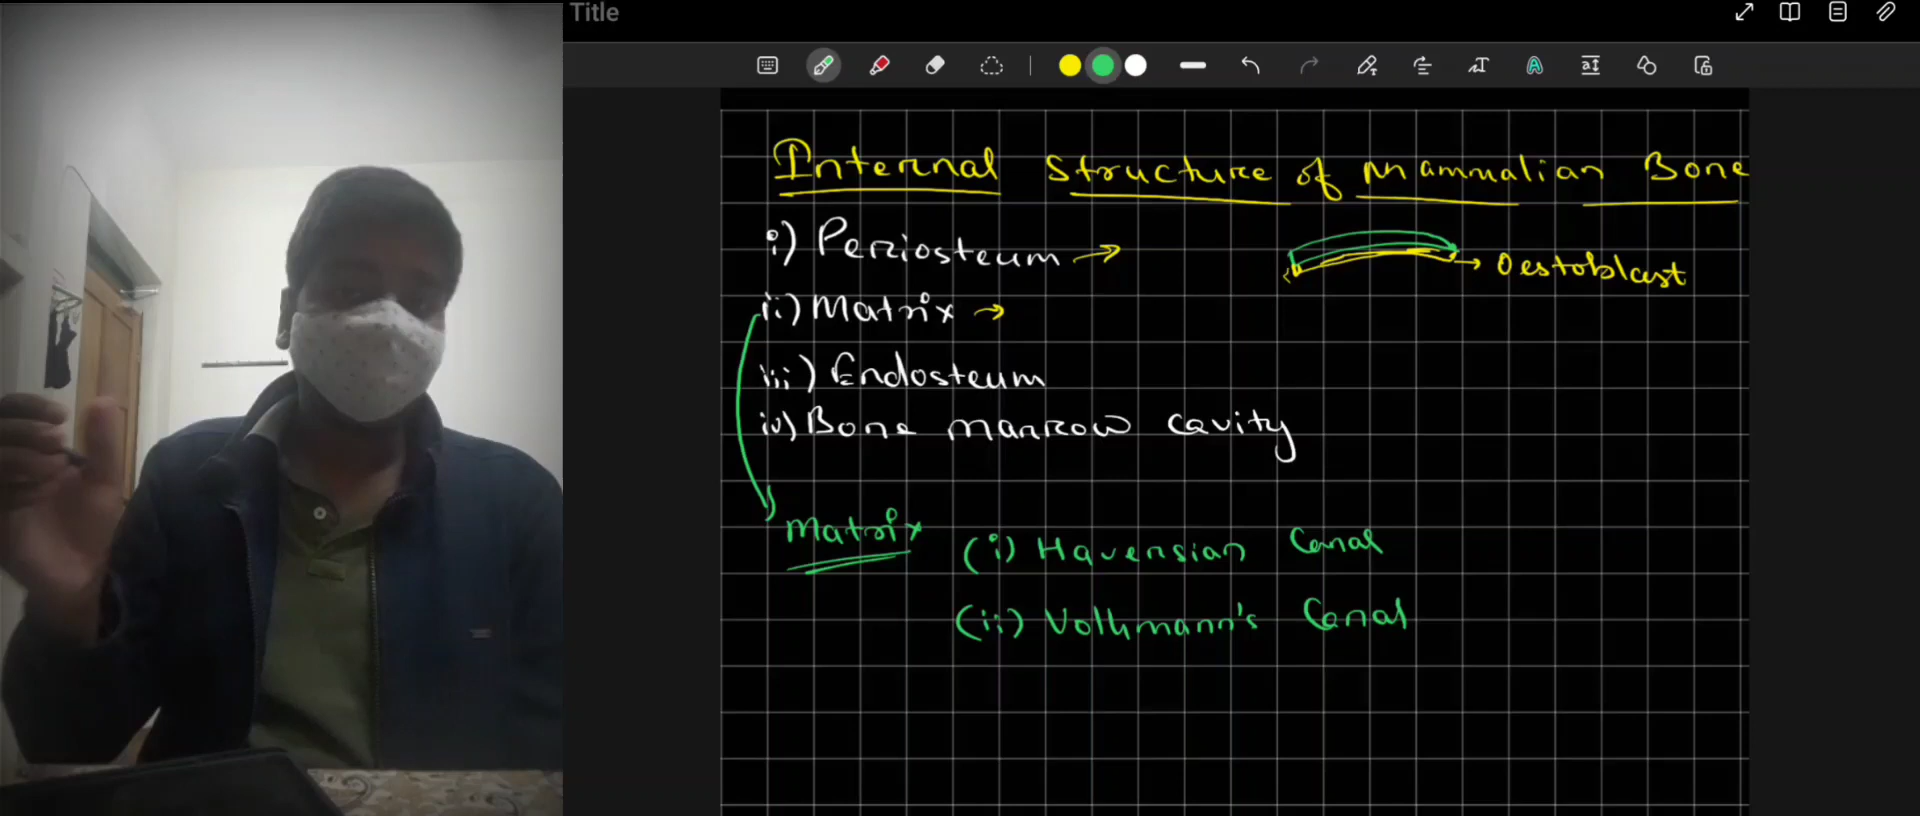 Title
Internal Structure of Mammalian Bone
i) Periosteum →
→ Oestoblast
ii) Matrix →
iii) Endosteum
iv) Bone marrow cavity
Matrix (i) Haversian Canal
(ii) Volkmann's Canal